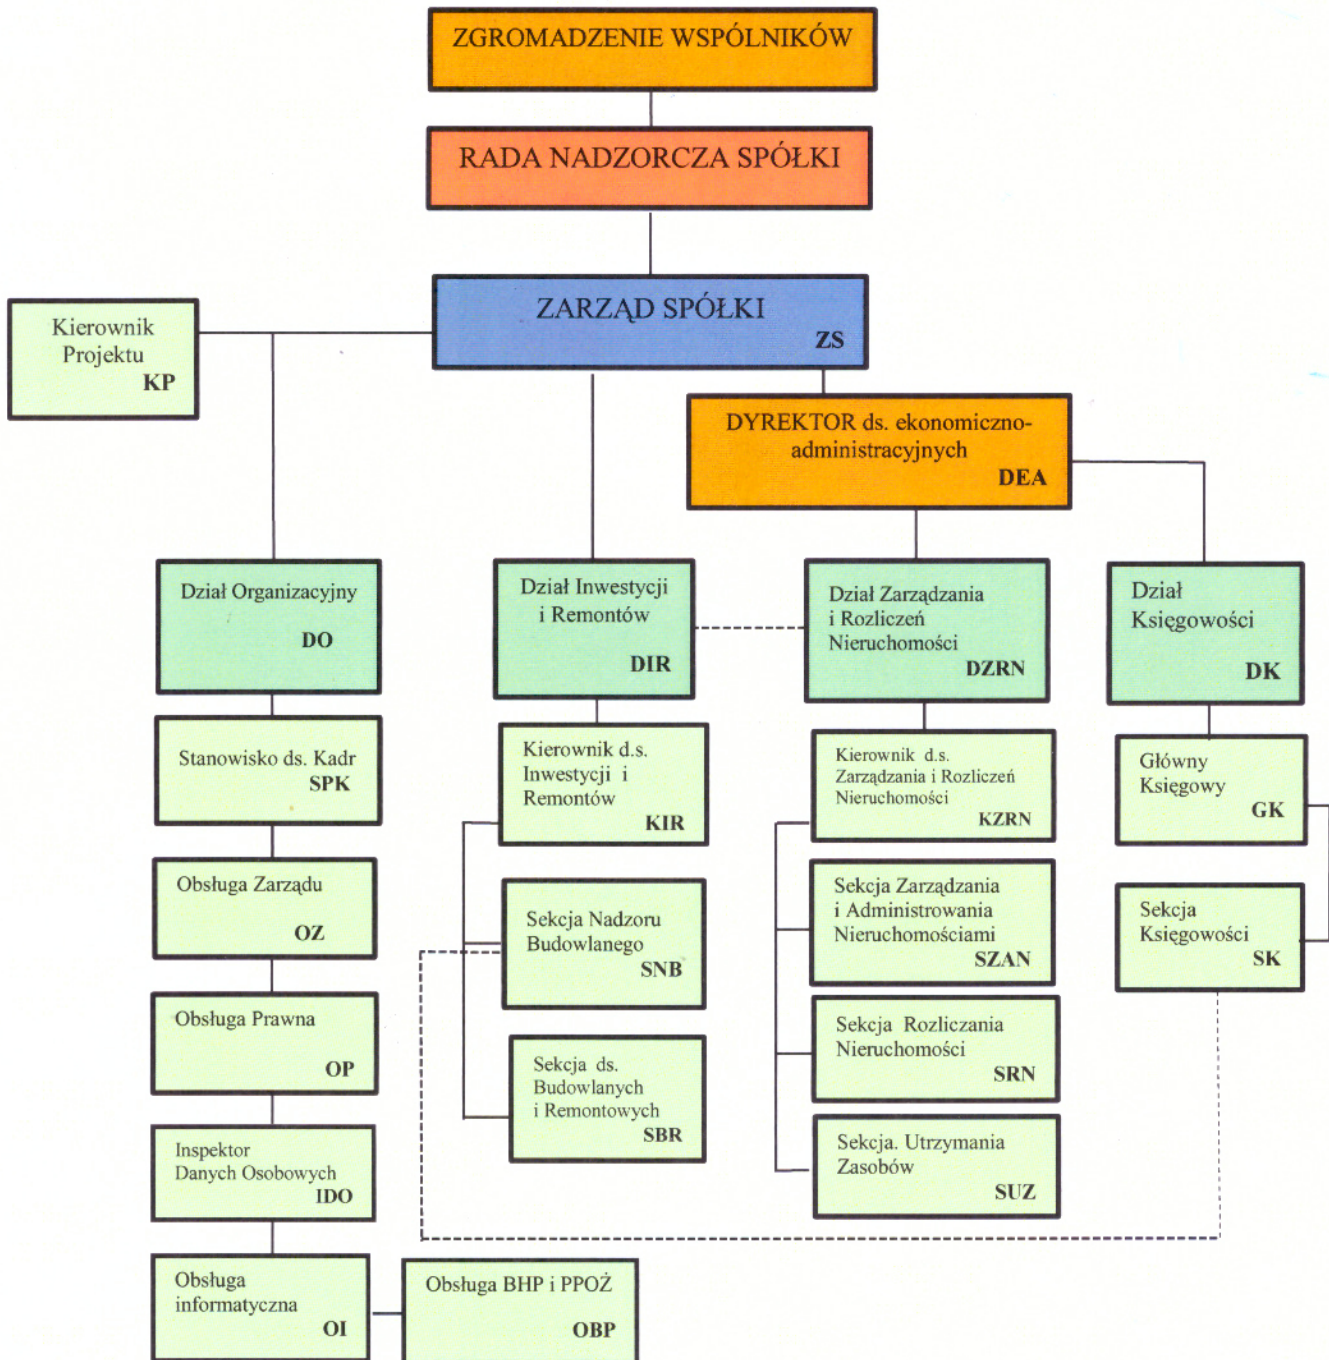 ZGROMADZENIE WSPÓLNIKÓW
RADA NADZORCZA SPÓŁKI
ZARZĄD SPÓŁKI
ZS
Kierownik
Projektu
KP
DYREKTOR ds. ekonomiczno-
administracyjnych
DEA
Dział Organizacyjny
DO
Dział Inwestycji
i Remontów
DIR
Dział Zarządzania
i Rozliczeń
Nieruchomości
DZRN
Dział
Księgowości
DK
Stanowisko ds. Kadr
SPK
Kierownik d.s.
Inwestycji i
Remontów
KIR
Kierownik d.s.
Zarządzania i Rozliczeń
Nieruchomości
KZRN
Główny
Księgowy
GK
Obsługa Zarządu
OZ
Sekcja Nadzoru
Budowlanego
SNB
Sekcja Zarządzania
i Administrowania
Nieruchomościami
SZAN
Sekcja
Księgowości
SK
Obsługa Prawna
OP
Sekcja ds.
Budowlanych
i Remontowych
SBR
Sekcja Rozliczania
Nieruchomości
SRN
Inspektor
Danych Osobowych
IDO
Sekcja. Utrzymania
Zasobów
SUZ
Obsługa
informatyczna
OI
Obsługa BHP i PPOŻ
OBP